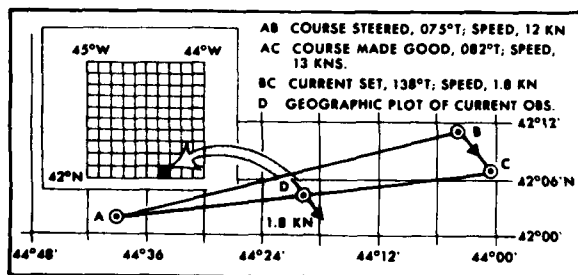 45°W 44°W
42°N
AB COURSE STEERED, 075°T; SPEED, 12 KN
AC COURSE MADE GOOD, 082°T; SPEED,
13 KNS.
BC CURRENT SET, 138°T; SPEED, 1.8 KN
D GEOGRAPHIC PLOT OF CURRENT OBS.
42°12'
B
C
42°06'
D
A
1.8 KN
42°00'
44°48' 44°36' 44°24' 44°12' 44°00'